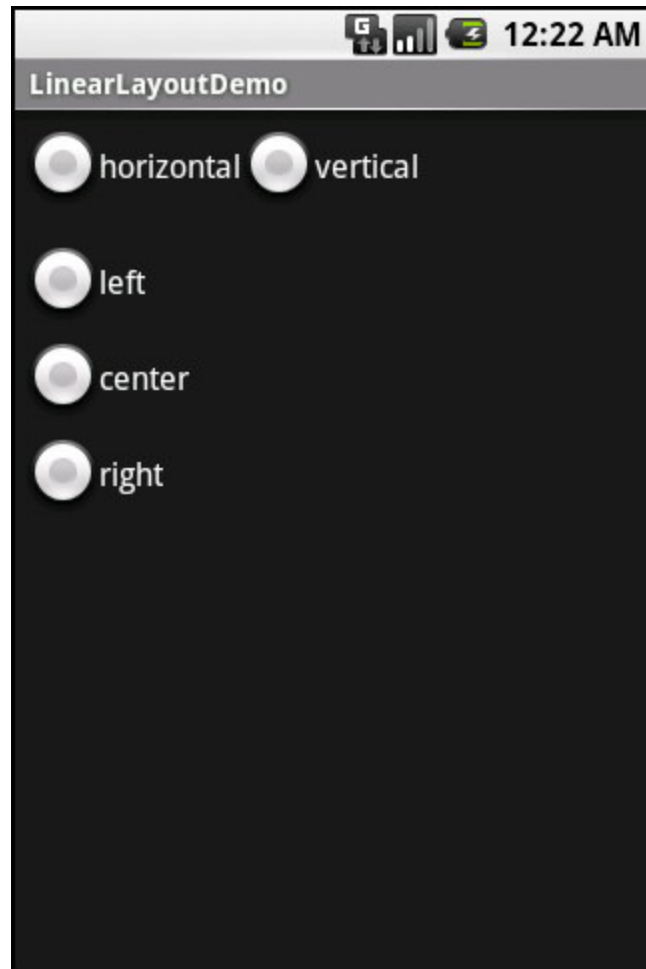 G
12:22 AM
LinearLayoutDemo
horizontal vertical
left
center
right